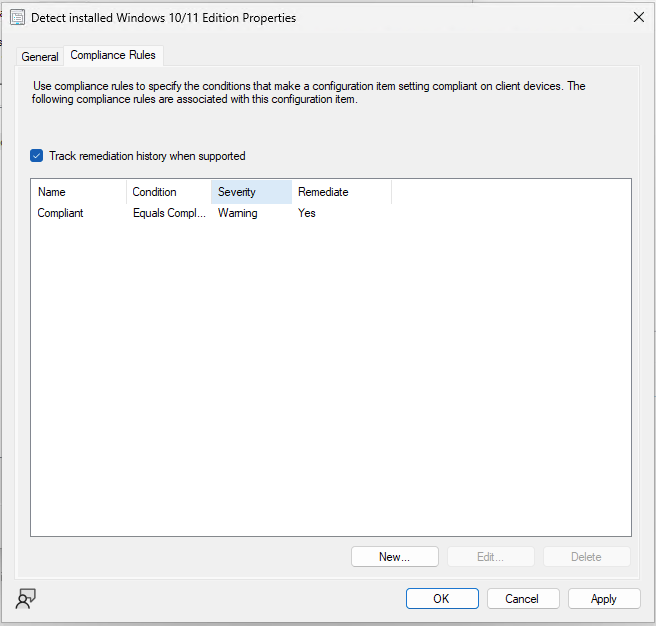 Detect installed Windows 10/11 Edition Properties
General
Compliance Rules
Use compliance rules to specify the conditions that make a configuration item setting compliant on client devices. The
following compliance rules are associated with this configuration item.
Track remediation history when supported
Name Condition Severity Remediate
Compliant Equals Compl... Warning Yes
New... Edit... Delete
OK Cancel Apply